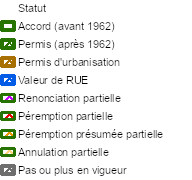 Statut
Accord (avant 1962)
Permis (après 1962)
Permis d'urbanisation
Valeur de RUE
Renonciation partielle
Péremption partielle
Péremption présumée partielle
Annulation partielle
Pas ou plus en vigueur